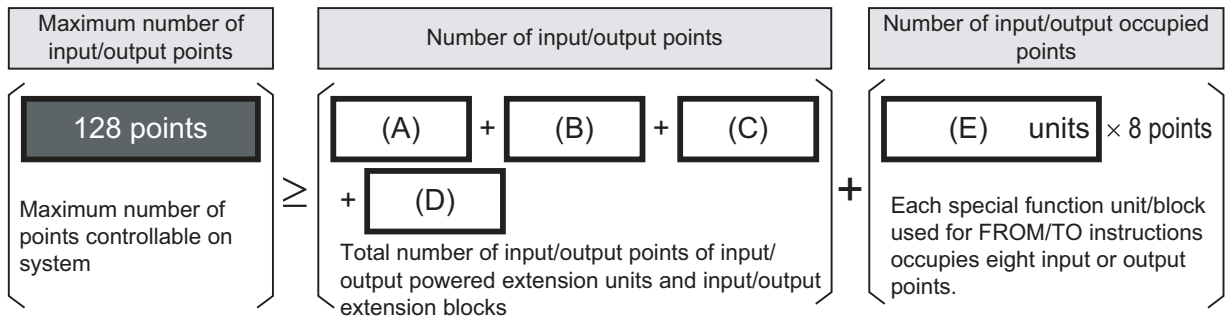 Maximum number of
input/output points
128 points
Maximum number of
points controllable on
system
≥
Number of input/output points
(A) + (B) + (C)
+ (D)
Total number of input/output points of input/
output powered extension units and input/output
extension blocks
+
Number of input/output occupied
points
(E) units × 8 points
Each special function unit/block
used for FROM/TO instructions
occupies eight input or output
points.